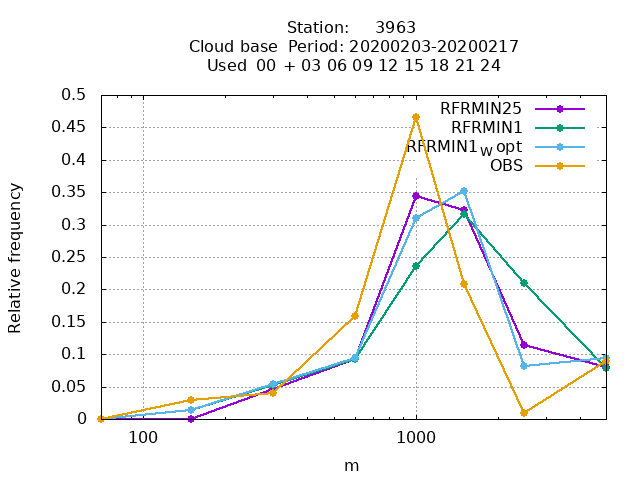 Station: 3963
Cloud base Period: 20200203-20200217
Used 00 + 03 06 09 12 15 18 21 24
0.5
RFRMIN25
0.45
RFRMIN1
0.4
RFRMIN1w opt
OBS
0.35
0.3
0.25
0.2
0.15
0.1
0.05
0
Relative frequency
100 1000
m